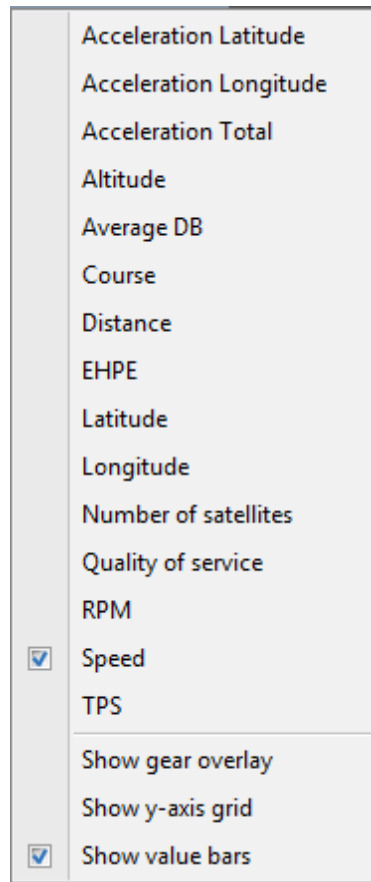 Acceleration Latitude
Acceleration Longitude
Acceleration Total
Altitude
Average DB
Course
Distance
EHPE
Latitude
Longitude
Number of satellites
Quality of service
RPM
Speed
TPS
Show gear overlay
Show y-axis grid
Show value bars